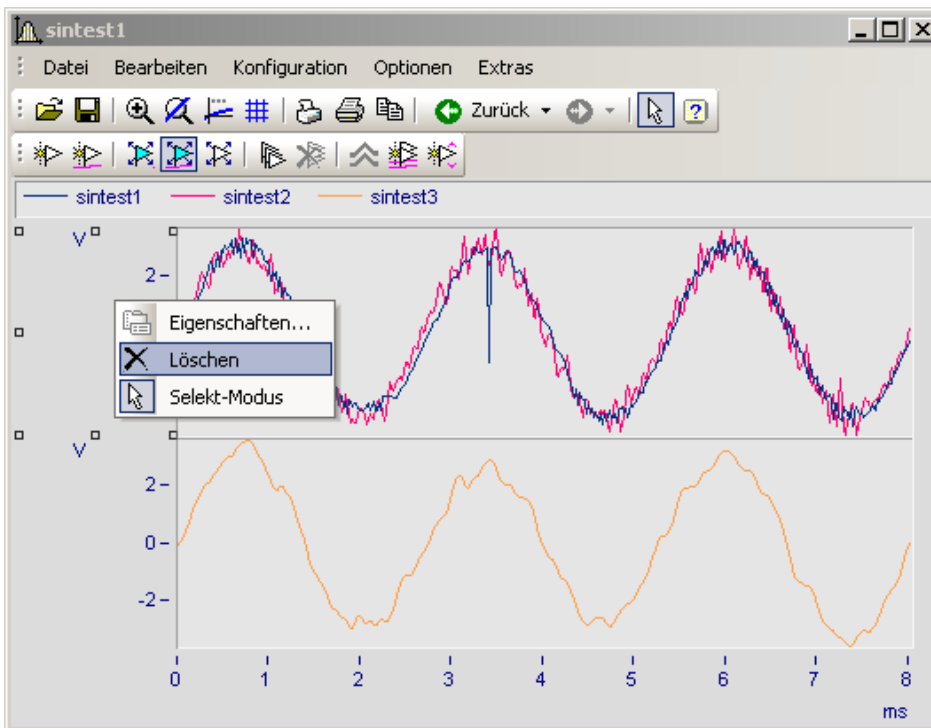 sintest1
Datei Bearbeiten Konfiguration Optionen Extras
Zurück
sintest1 sintest2 sintest3
V
2
Eigenschaften...
Löschen
Selekt-Modus
V
2
0
-2
0 1 2 3 4 5 6 7 8
ms